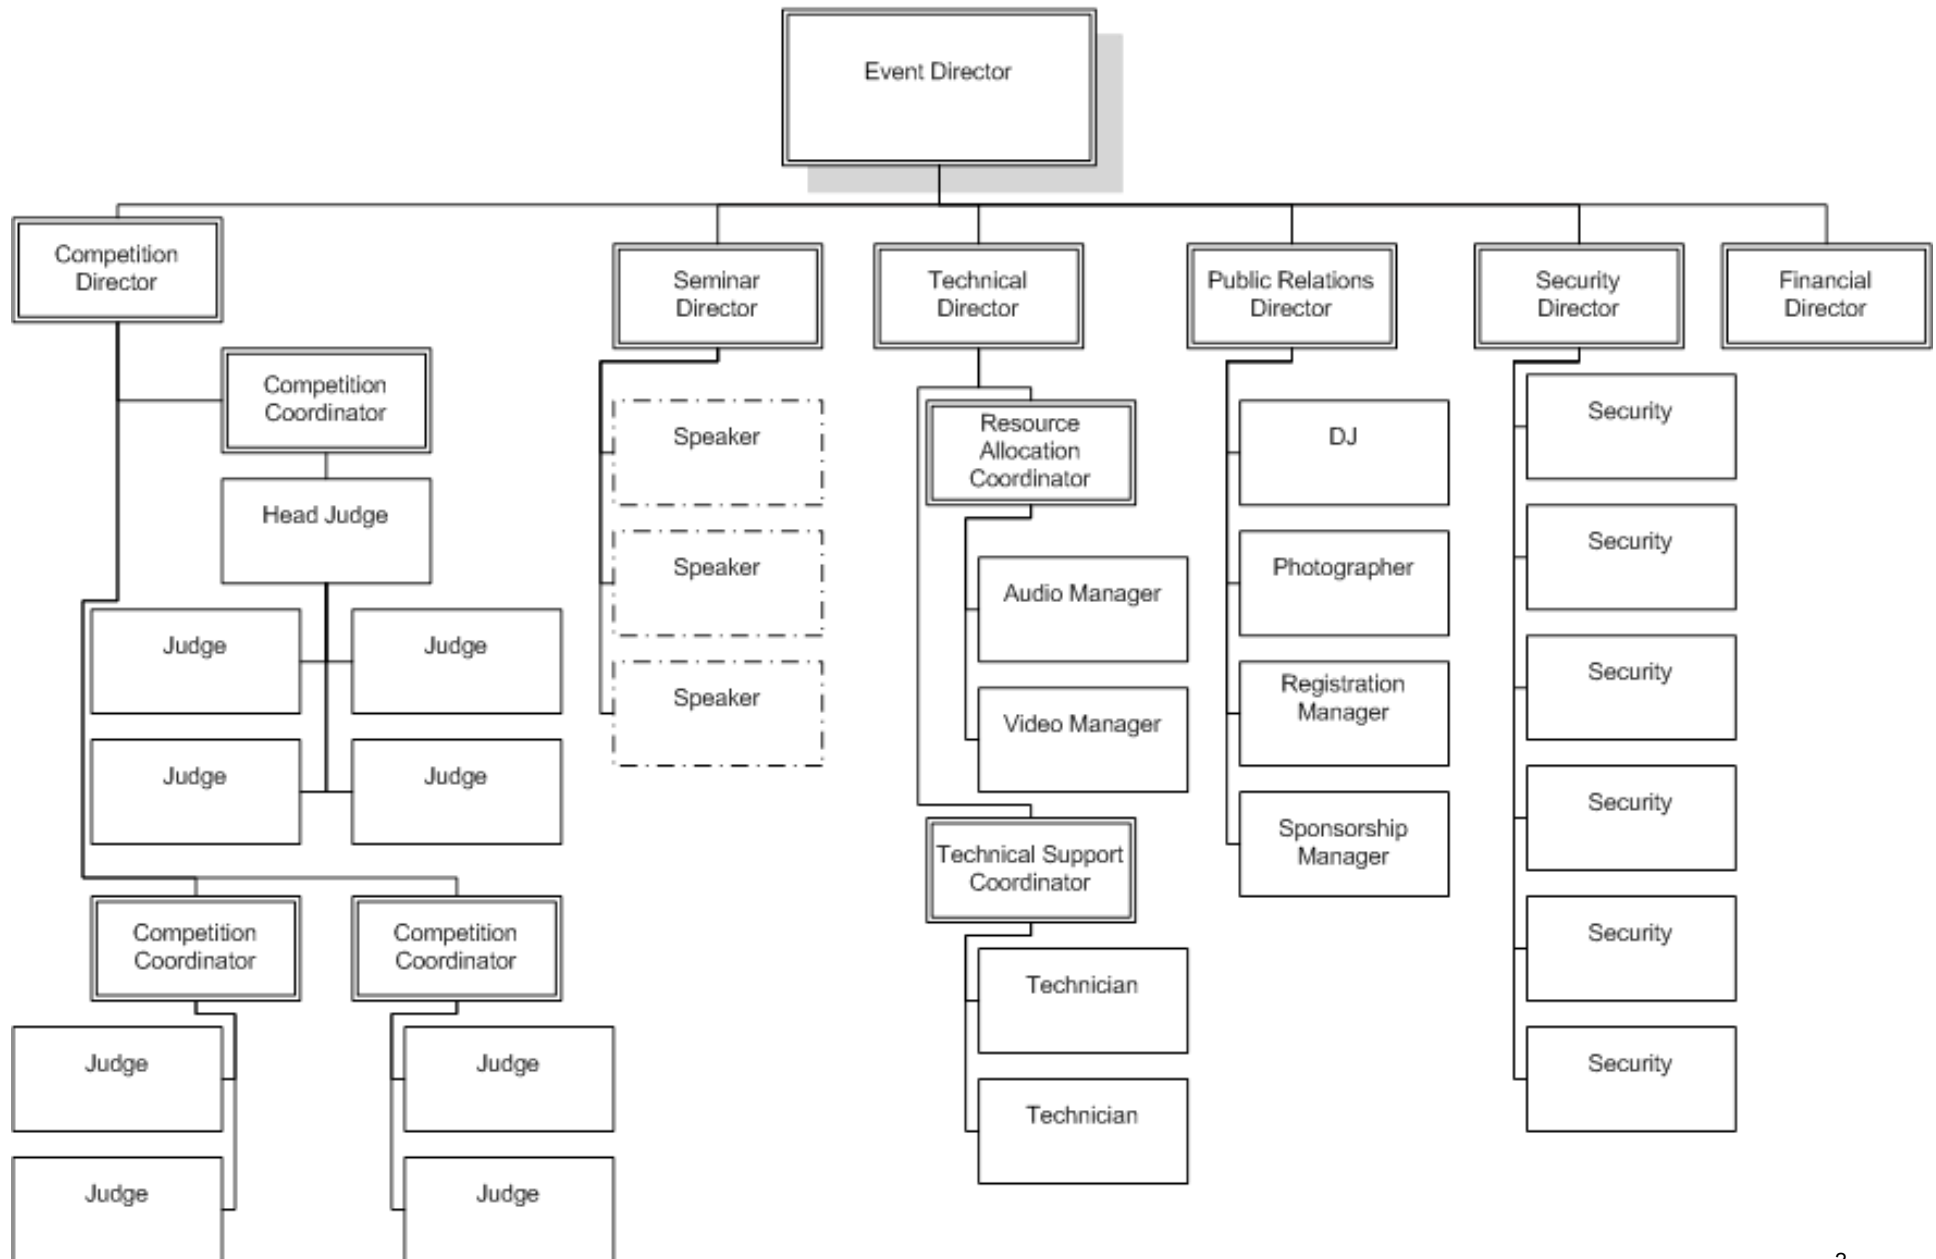 Event Director
Competition
Director
Seminar
Director
Technical
Director
Public Relations
Director
Security
Director
Financial
Director
Competition
Coordinator
Head Judge
Judge
Judge
Judge
Judge
Competition
Coordinator
Competition
Coordinator
Judge
Judge
Judge
Judge
Speaker
Speaker
Speaker
Resource
Allocation
Coordinator
Audio Manager
Video Manager
Technical Support
Coordinator
Technician
Technician
DJ
Photographer
Registration
Manager
Sponsorship
Manager
Security
Security
Security
Security
Security
Security